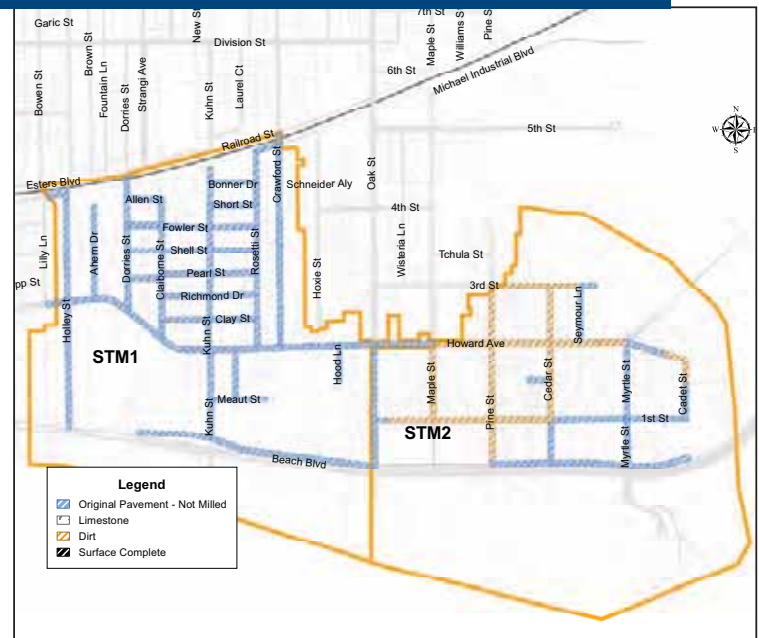 Garic St
New St
7th St
Maple St
Williams S
Pine S
Brown St
Division St
Fountain Ln
Strangi Ave
Bowen St
Dorries St
Kuhn St
Laurel Ct
6th St
Michael Industrial Blvd
N
W
E
S
5th St
Railroad St
Crawford St
Oak St
Esters Blvd
Bonner Dr
Schneider Aly
Allen St
Short St
4th St
Lilly Ln
Ahern Dr
Dorries St
Claiborne St
Fowler St
Rosetti St
Hoxie St
Wisteria Ln
Shell St
Tchula St
pp St
Pearl St
3rd St
Richmond Dr
Seymour Ln
Holley St
Kuhn St
Clay St
Howard Ave
STM1
Hood Ln
Maple St
Cedar St
Myrtle St
Cadet St
Kuhn St
Meaut St
Pine St
1st St
STM2
Myrtle St
Beach Blvd
Legend
Original Pavement - Not Milled
Limestone
Dirt
Surface Complete